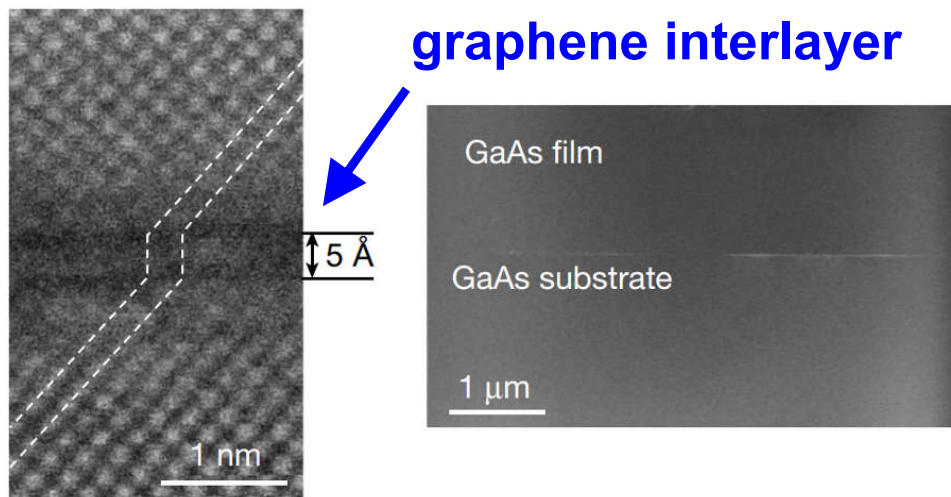 graphene interlayer
GaAs film
5 Å
GaAs substrate
1 μm
1 nm